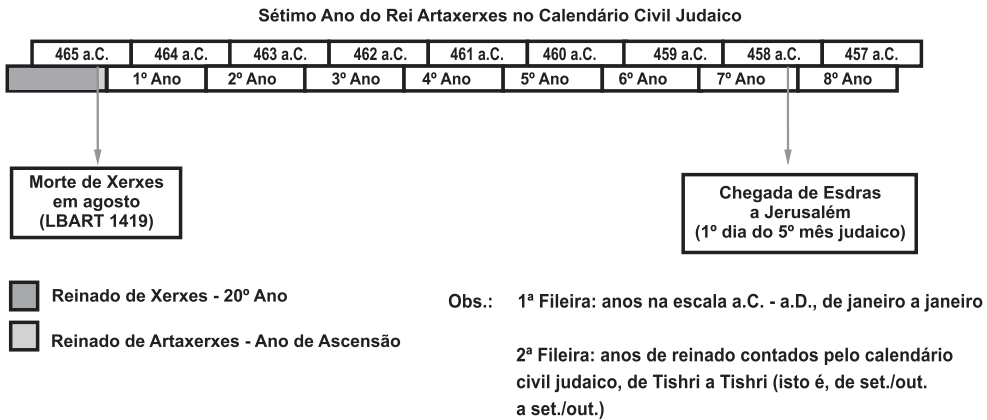 Sétimo Ano do Rei Artaxerxes no Calendário Civil Judaico
465 a.C. 464 a.C. 463 a.C. 462 a.C. 461 a.C. 460 a.C. 459 a.C. 458 a.C. 457 a.C.
1º Ano 2º Ano 3º Ano 4º Ano 5º Ano 6º Ano 7º Ano 8º Ano
Morte de Xerxes
em agosto
(LBART 1419)
Chegada de Esdras
a Jerusalém
(1º dia do 5º mês judaico)
Reinado de Xerxes - 20º Ano
Reinado de Artaxerxes - Ano de Ascensão
Obs.: 1ª Fileira: anos na escala a.C. - a.D., de janeiro a janeiro
2ª Fileira: anos de reinado contados pelo calendário
civil judaico, de Tishri a Tishri (isto é, de set./out.
a set./out.)